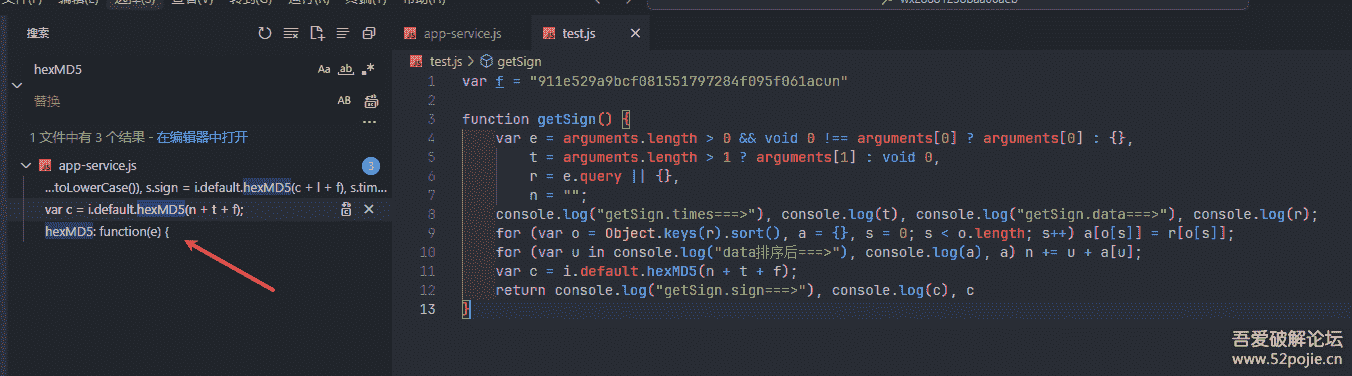 搜索
hexMD5
Aa ab .*
替换
AB
1 文件中有 3 个结果 - 在编辑器中打开
app-service.js
3
...toLowerCase()), s.sign = i.default.hexMD5(c + l + f), s.tim...
var c = i.default.hexMD5(n + t + f);
hexMD5: function(e) {
app-service.js
test.js
test.js > getSign
1 var f = "911e529a9bcf081551797284f095f061acun"
2
3 function getSign() {
4 var e = arguments.length > 0 && void 0 !== arguments[0] ? arguments[0] : {},
5 t = arguments.length > 1 ? arguments[1] : void 0,
6 r = e.query || {},
7 n = "";
8 console.log("getSign.times===>"), console.log(t), console.log("getSign.data===>"), console.log(r);
9 for (var o = Object.keys(r).sort(), a = {}, s = 0; s < o.length; s++) a[o[s]] = r[o[s]];
10 for (var u in console.log("data排序后===>"), console.log(a), a) n += u + a[u];
11 var c = i.default.hexMD5(n + t + f);
12 return console.log("getSign.sign===>"), console.log(c), c
13 }
吾爱破解论坛
www.52pojie.cn